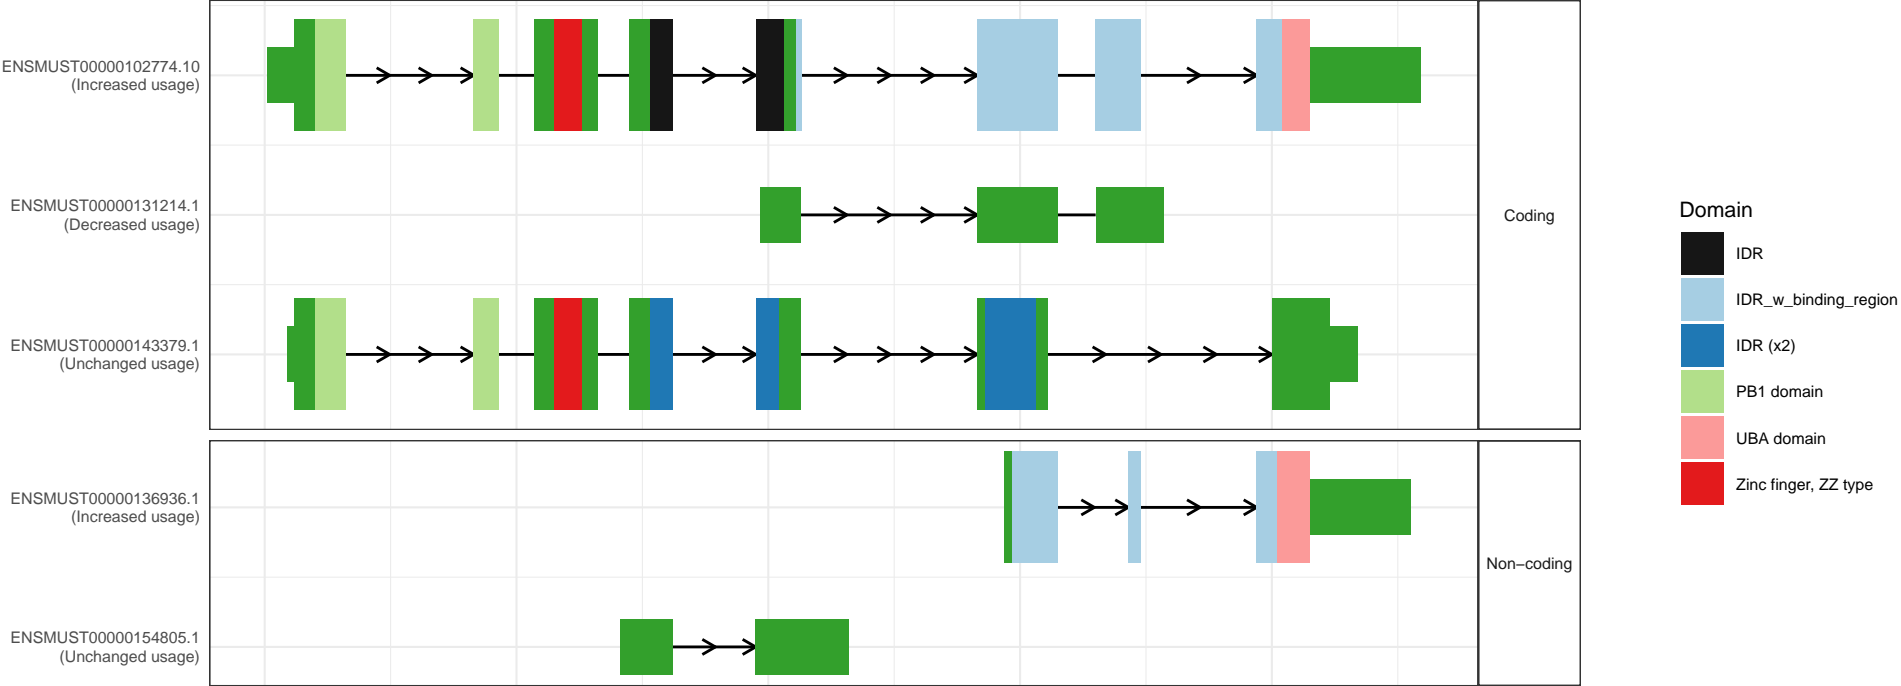 ENSMUST00000102774.10
(Increased usage)
ENSMUST00000131214.1
(Decreased usage)
ENSMUST00000143379.1
(Unchanged usage)
Coding
ENSMUST00000136936.1
(Increased usage)
ENSMUST00000154805.1
(Unchanged usage)
Non−coding
Domain
IDR
IDR_w_binding_region
IDR (x2)
PB1 domain
UBA domain
Zinc finger, ZZ type